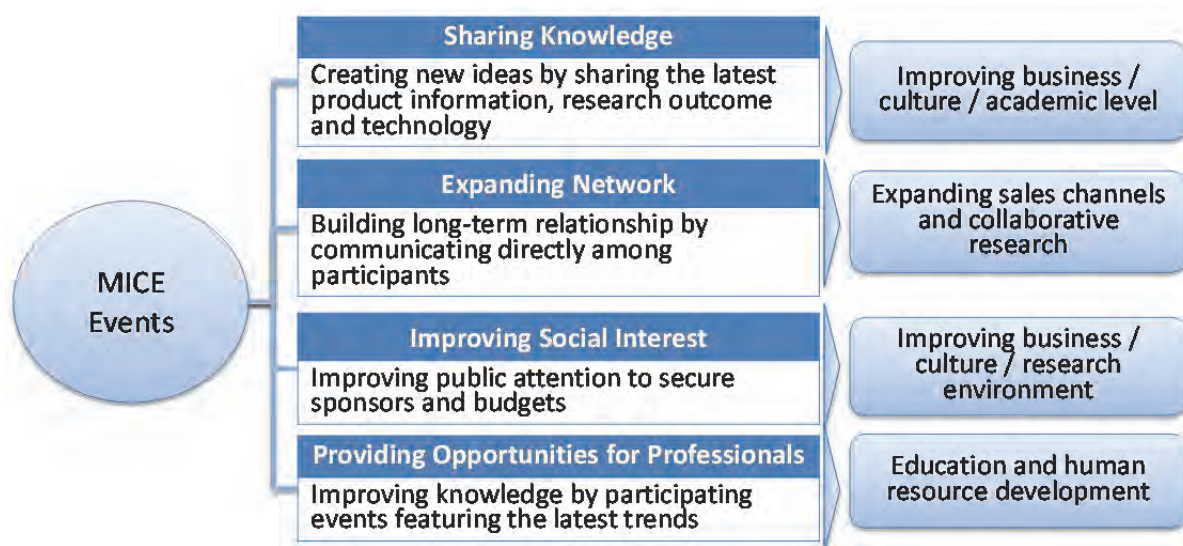 MICE
Events
Sharing Knowledge
Creating new ideas by sharing the latest
product information, research outcome
and technology
Improving business /
culture / academic level
Expanding Network
Building long-term relationship by
communicating directly among
participants
Expanding sales channels
and collaborative
research
Improving Social Interest
Improving public attention to secure
sponsors and budgets
Improving business /
culture / research
environment
Providing Opportunities for Professionals
Improving knowledge by participating
events featuring the latest trends
Education and human
resource development